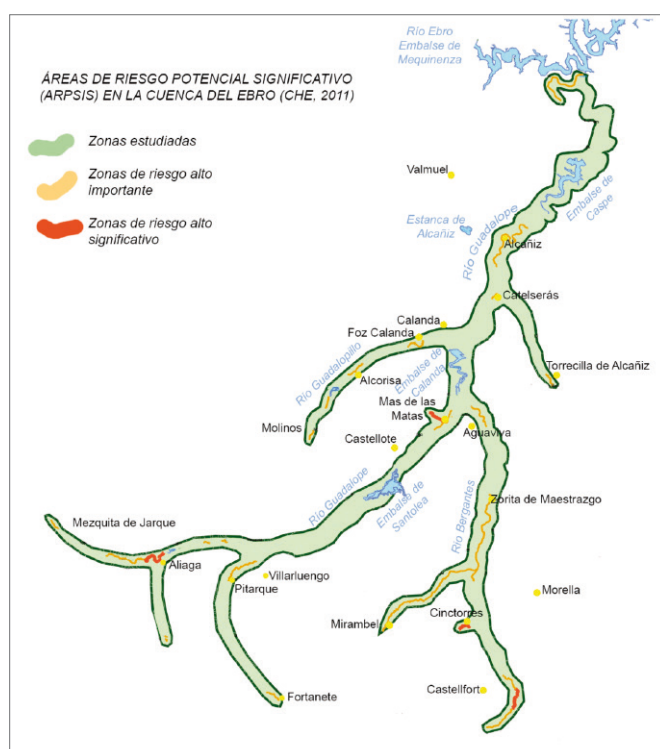 Río Ebro
Embalse de
Mequinenza
ÁREAS DE RIESGO POTENCIAL SIGNIFICATIVO
(ARPSIS) EN LA CUENCA DEL EBRO (CHE, 2011)
Zonas estudiadas
Zonas de riesgo alto
importante
Zonas de riesgo alto
significativo
Valmuel
Embalse de
Caspe
Estanca de
Alcañiz
Río Guadalope
Alcañiz
Catelserás
Calanda
Foz Calanda
Río Guadalopillo
Embalse de
Calanda
Torrecilla de Alcañiz
Alcorisa
Mas de las
Matas
Molinos
Aguaviva
Castellote
Río Guadalope
Embalse de
Santolea
Río Bergantes
Zorita de Maestrazgo
Mezquita de Jarque
Aliaga
Villarluengo
Pitarque
Morella
Mirambel
Cinctorres
Fortanete
Castellfort